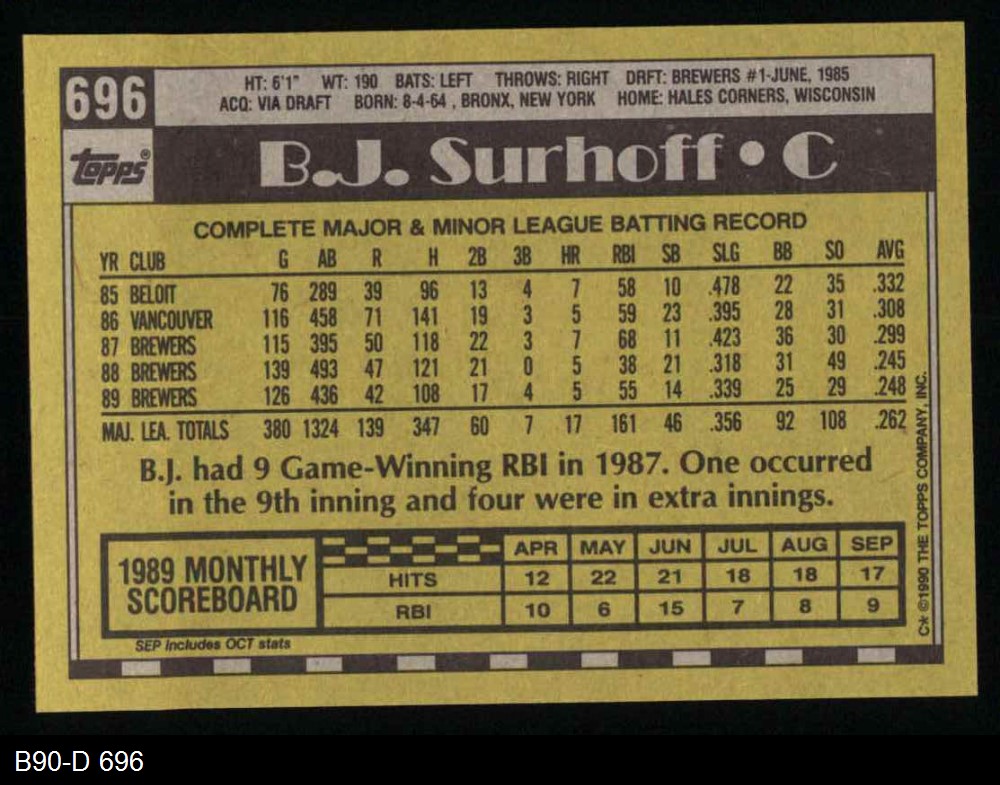 696
HT: 6'1" WT: 190 BATS: LEFT THROWS: RIGHT DRFT: BREWERS #1-JUNE, 1985
ACQ: VIA DRAFT BORN: 8-4-64 , BRONX, NEW YORK HOME: HALES CORNERS, WISCONSIN
topps®
B.J. Surhoff • C
COMPLETE MAJOR & MINOR LEAGUE BATTING RECORD
YR CLUB G AB R H 2B 3B HR RBI SB SLG BB SO AVG
85 BELOIT 76 289 39 96 13 4 7 58 10 .478 22 35 .332
86 VANCOUVER 116 458 71 141 19 3 5 59 23 .395 28 31 .308
87 BREWERS 115 395 50 118 22 3 7 68 11 .423 36 30 .299
88 BREWERS 139 493 47 121 21 0 5 38 21 .318 31 49 .245
89 BREWERS 126 436 42 108 17 4 5 55 14 .339 25 29 .248
MAJ. LEA. TOTALS 380 1324 139 347 60 7 17 161 46 .356 92 108 .262
B.J. had 9 Game-Winning RBI in 1987. One occurred
in the 9th inning and four were in extra innings.
1989 MONTHLY
SCOREBOARD
APR MAY JUN JUL AUG SEP
HITS 12 22 21 18 18 17
RBI 10 6 15 7 8 9
SEP includes OCT stats
C* ©1990 THE TOPPS COMPANY, INC.
B90-D 696